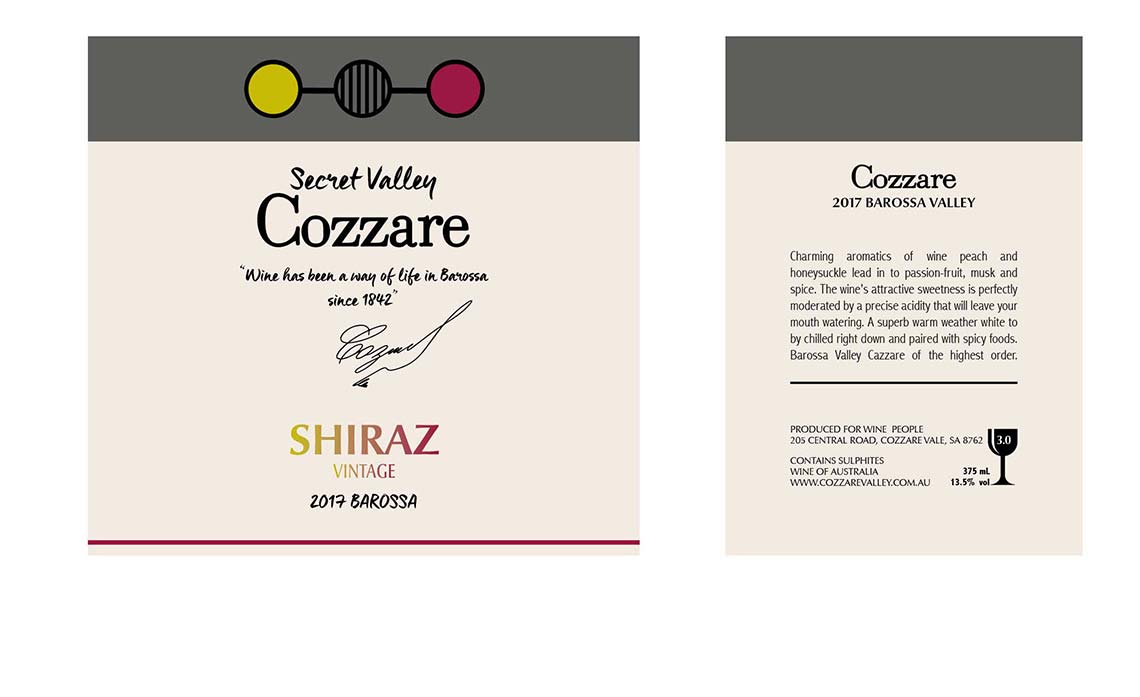 Secret Valley
Cozzare
“Wine has been a way of life in Barossa
since 1842”
SHIRAZ
VINTAGE
2017 BAROSSA
Cozzare
2017 BAROSSA VALLEY
Charming aromatics of wine peach and
honeysuckle lead in to passion-fruit, musk and
spice. The wine's attractive sweetness is perfectly
moderated by a precise acidity that will leave your
mouth watering. A superb warm weather white to
by chilled right down and paired with spicy foods.
Barossa Valley Cazzare of the highest order.
PRODUCED FOR WINE PEOPLE
205 CENTRAL ROAD, COZZARE VALE, SA 8762
3.0
CONTAINS SULPHITES
WINE OF AUSTRALIA
375 mL
WWW.COZZAREVALLEY.COM.AU
13.5% vol